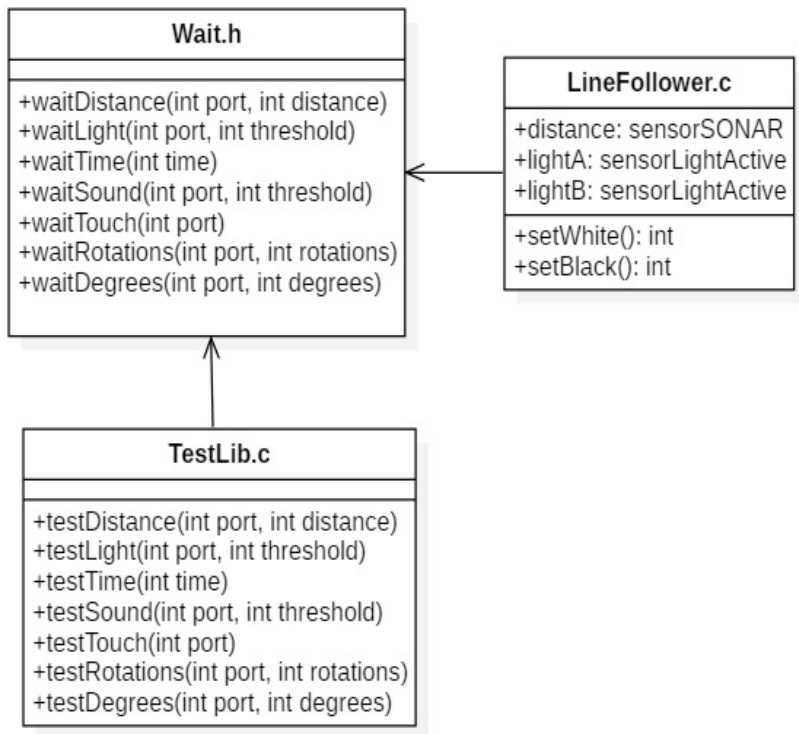 Wait.h
+waitDistance(int port, int distance)
+waitLight(int port, int threshold)
+waitTime(int time)
+waitSound(int port, int threshold)
+waitTouch(int port)
+waitRotations(int port, int rotations)
+waitDegrees(int port, int degrees)
LineFollower.c
+distance: sensorSONAR
+lightA: sensorLightActive
+lightB: sensorLightActive
+setWhite(): int
+setBlack(): int
TestLib.c
+testDistance(int port, int distance)
+testLight(int port, int threshold)
+testTime(int time)
+testSound(int port, int threshold)
+testTouch(int port)
+testRotations(int port, int rotations)
+testDegrees(int port, int degrees)